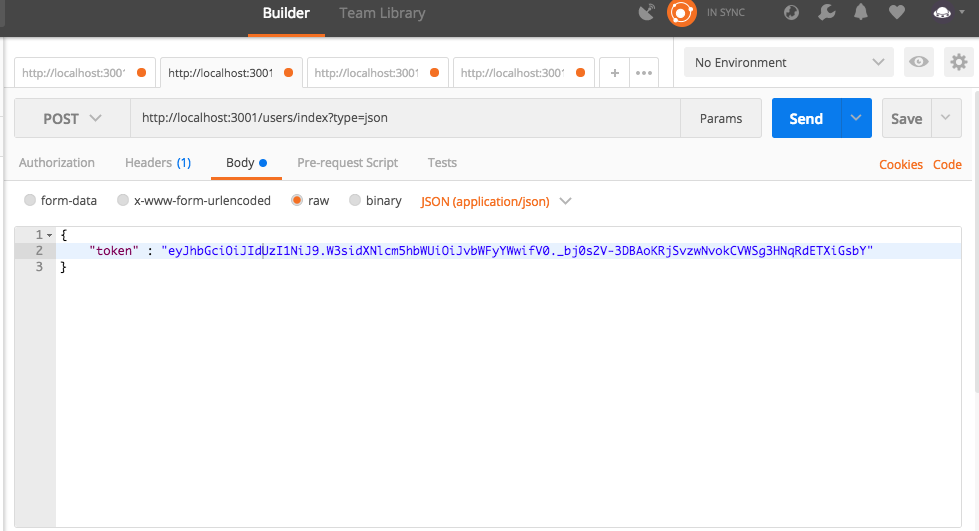 Builder Team Library IN SYNC
http://localhost:3001 http://localhost:3001 http://localhost:3001 http://localhost:3001 + ••• No Environment
POST http://localhost:3001/users/index?type=json Params Send Save
Authorization Headers (1) Body Pre-request Script Tests Cookies Code
form-data x-www-form-urlencoded raw binary JSON (application/json)
1 {
2 "token" : "eyJhbGciOiJIdUzI1NiJ9.W3sidXNlcm5hbWUiOiJvbWFyYWwifV0._bj0s2V-3DBAoKRjSvzwNvokCVWSg3HNqRdETXiGsbY"
3 }